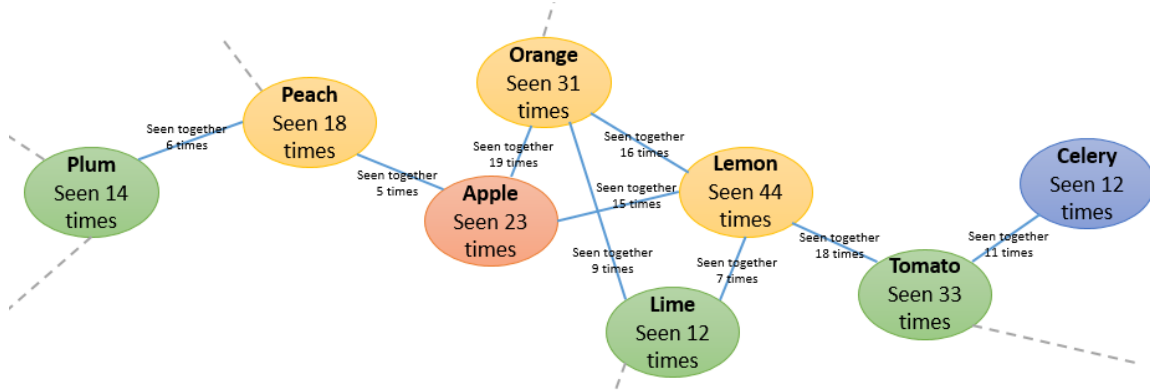 Orange
Seen 31
times
Peach
Seen 18
times
Seen together
6 times
Seen together
19 times
Seen together
16 times
Plum
Seen 14
times
Seen together
5 times
Apple
Seen 23
times
Seen together
15 times
Lemon
Seen 44
times
Celery
Seen 12
times
Seen together
9 times
Seen together
7 times
Seen together
18 times
Seen together
11 times
Lime
Seen 12
times
Tomato
Seen 33
times